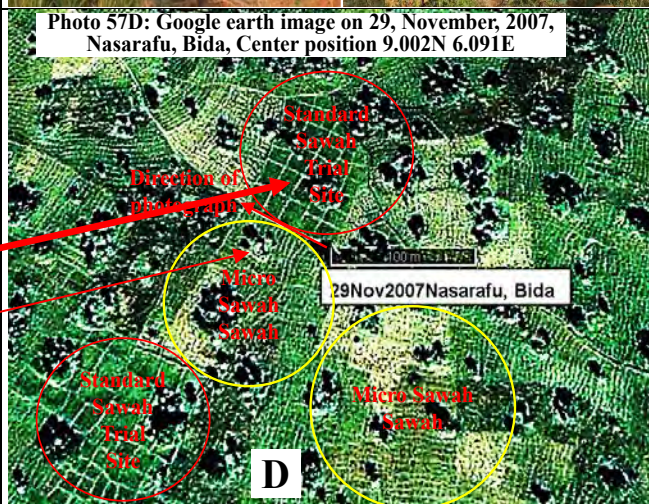 Photo 57D: Google earth image on 29, November, 2007,
Nasarafu, Bida, Center position 9.002N 6.091E
Standard
Sawah
Trial
Site
Direction of
photograph
100 m
29Nov2007Nasarafu, Bida
Micro
Sawah
Sawah
Micro Sawah
Sawah
Standard
Sawah
Trial
Site
D